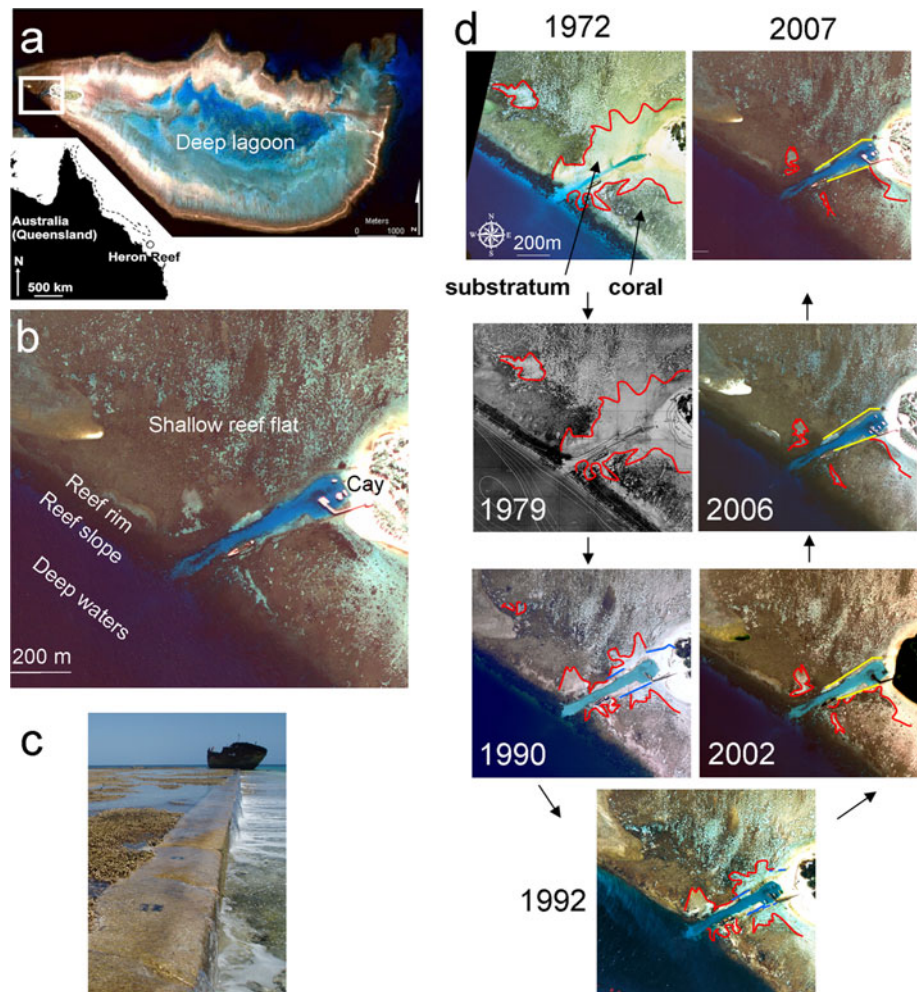 a
Deep lagoon
Meters
0 1000
N
Australia
(Queensland)
Heron Reef
N
500 km
b
Shallow reef flat
Cay
Reef rim
Reef slope
Deep waters
200 m
c
d
1972
2007
N
W E
S
200m
substratum
coral
1979
2006
1990
2002
1992